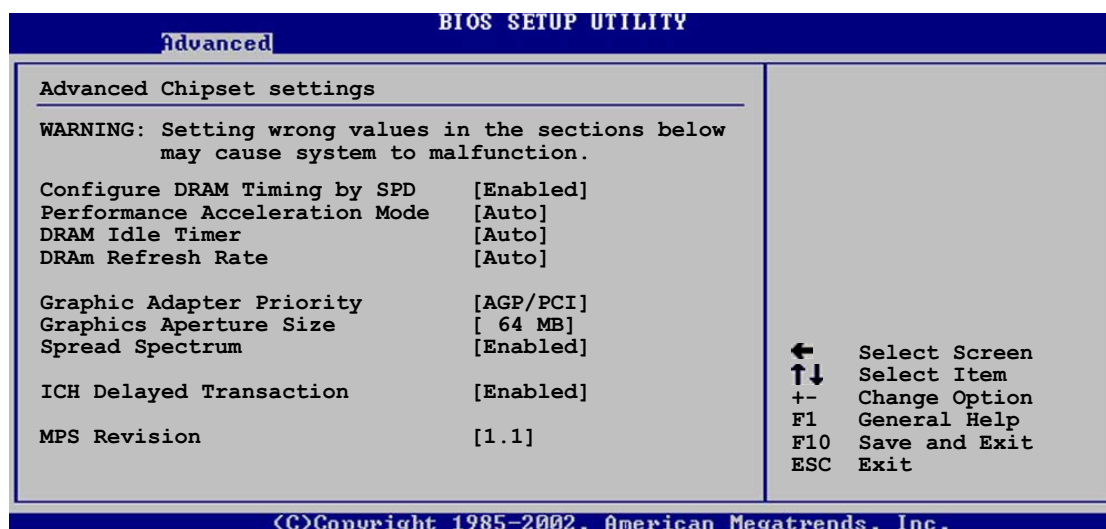 BIOS SETUP UTILITY
Advanced
Advanced Chipset settings
WARNING: Setting wrong values in the sections below
may cause system to malfunction.
Configure DRAM Timing by SPD [Enabled]
Performance Acceleration Mode [Auto]
DRAM Idle Timer [Auto]
DRAm Refresh Rate [Auto]
Graphic Adapter Priority [AGP/PCI]
Graphics Aperture Size [ 64 MB]
Spread Spectrum [Enabled]
ICH Delayed Transaction [Enabled]
MPS Revision [1.1]
← Select Screen
↑↓ Select Item
+- Change Option
F1 General Help
F10 Save and Exit
ESC Exit
(C)Copyright 1985-2002, American Megatrends, Inc.